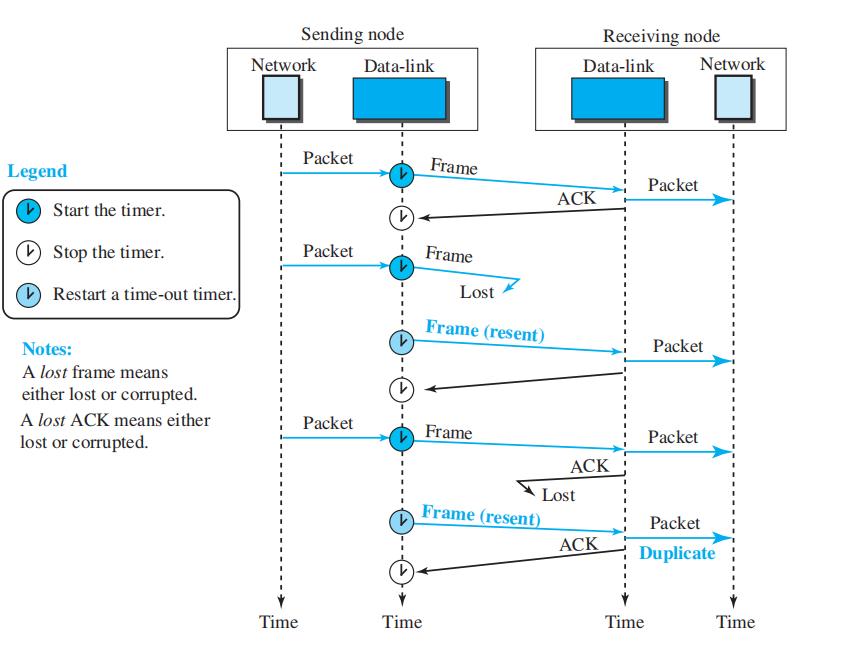 Sending node
Receiving node
Network
Data-link
Data-link
Network
Packet
Frame
Packet
ACK
Legend
Start the timer.
Stop the timer.
Restart a time-out timer.
Packet
Frame
Lost
Notes:
A lost frame means
either lost or corrupted.
A lost ACK means either
lost or corrupted.
Frame (resent)
Packet
Packet
Frame
Packet
ACK
Lost
Frame (resent)
Packet
ACK
Duplicate
Time
Time
Time
Time